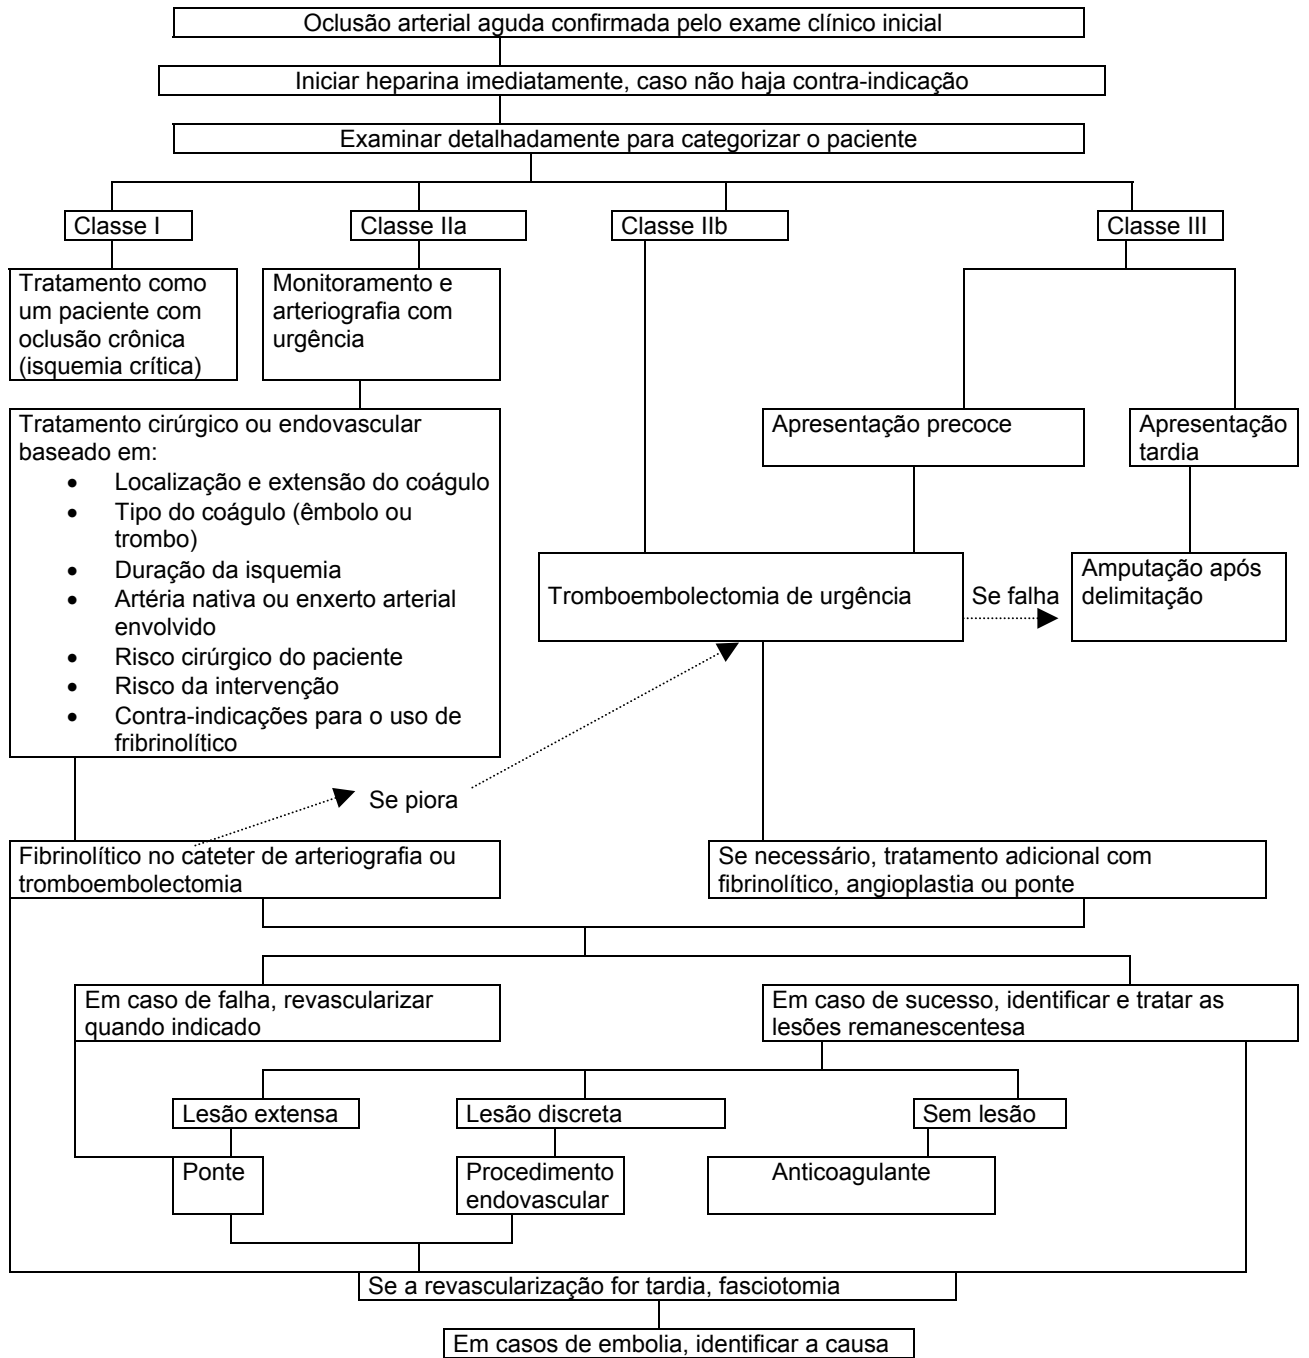 Oclusão arterial aguda confirmada pelo exame clínico inicial
Iniciar heparina imediatamente, caso não haja contra-indicação
Examinar detalhadamente para categorizar o paciente
Classe I
Classe IIa
Classe IIb
Classe III
Tratamento como
um paciente com
oclusão crônica
(isquemia crítica)
Monitoramento e
arteriografia com
urgência
Tratamento cirúrgico ou endovascular
baseado em:
• Localização e extensão do coágulo
• Tipo do coágulo (êmbolo ou
trombo)
• Duração da isquemia
• Artéria nativa ou enxerto arterial
envolvido
• Risco cirúrgico do paciente
• Risco da intervenção
• Contra-indicações para o uso de
fribrinolítico
Apresentação precoce
Apresentação
tardia
Tromboembolectomia de urgência
Se falha
Amputação após
delimitação
Se piora
Fibrinolítico no cateter de arteriografia ou
tromboembolectomia
Se necessário, tratamento adicional com
fibrinolítico, angioplastia ou ponte
Em caso de falha, revascularizar
quando indicado
Em caso de sucesso, identificar e tratar as
lesões remanescentesa
Lesão extensa
Lesão discreta
Sem lesão
Ponte
Procedimento
endovascular
Anticoagulante
Se a revascularização for tardia, fasciotomia
Em casos de embolia, identificar a causa